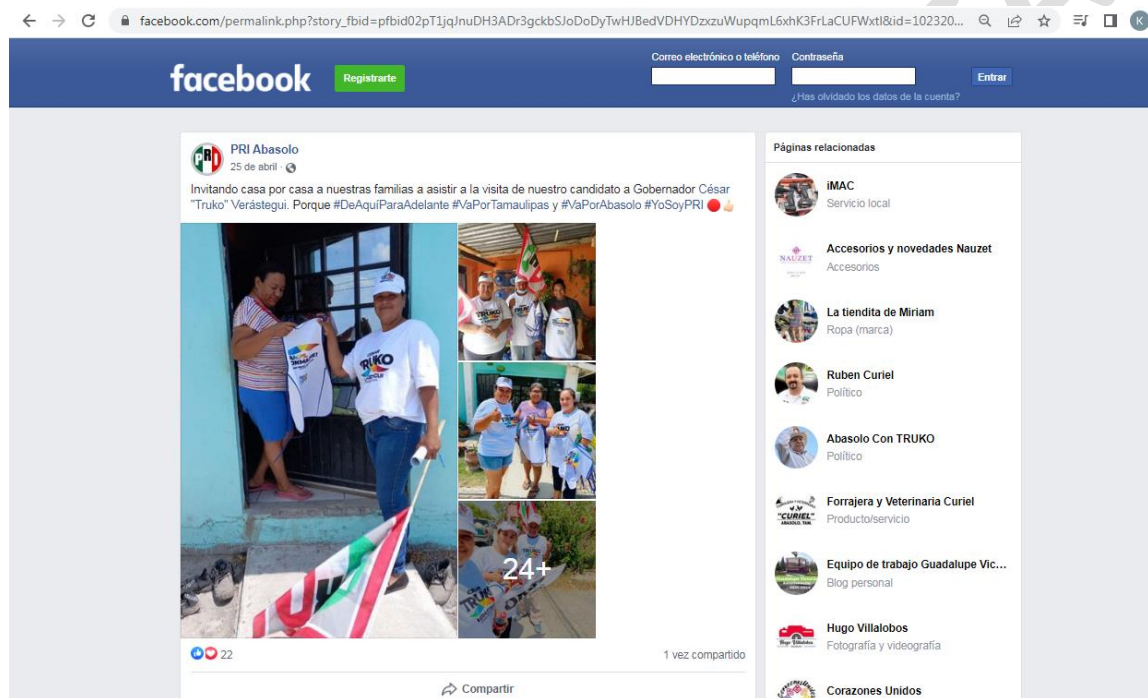 facebook.com/permalink.php?story_fbid=pfbid02pT1jqJnuDH3ADr3gckbSJoDoDyTwHJBedVDHYDzxzuWupqmL6xhK3FrLaCUFWxtl&id=102320...
K
facebook
Registrarte
Correo electrónico o teléfono
Contraseña
Entrar
¿Has olvidado los datos de la cuenta?
PRI Abasolo
25 de abril ·
Invitando casa por casa a nuestras familias a asistir a la visita de nuestro candidato a Gobernador César
"Truko" Verástegui. Porque #DeAquíParaAdelante #VaPorTamaulipas y #VaPorAbasolo #YoSoyPRI
TRUKO
24+
22
1 vez compartido
Compartir
Páginas relacionadas
iMAC
Servicio local
NAUZET
Accesorios y novedades Nauzet
Accesorios
La tiendita de Miriam
Ropa (marca)
Ruben Curiel
Político
Abasolo Con TRUKO
Político
"CURIEL"
Forrajera y Veterinaria Curiel
Producto/servicio
Equipo de trabajo Guadalupe Vic...
Blog personal
Hugo Villalobos
Fotografía y videografía
Corazones Unidos